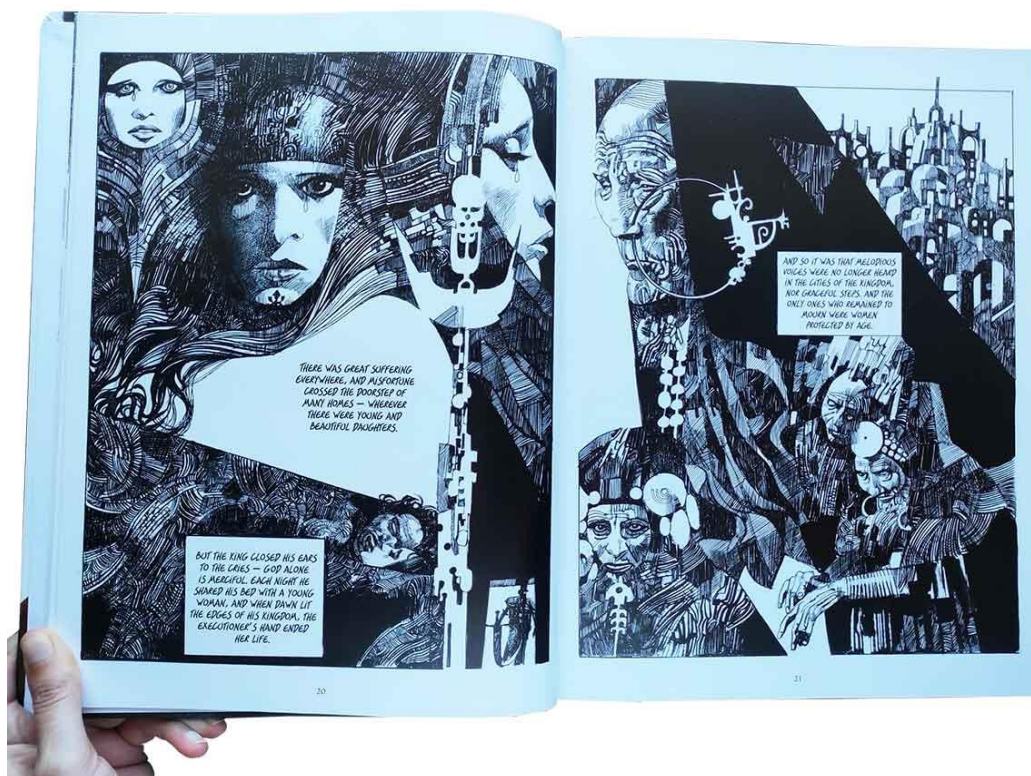 THERE WAS GREAT SUFFERING
EVERYWHERE, AND MISFORTUNE
CROSSED THE DOORSTEP OF
MANY HOMES — WHEREVER
THERE WERE YOUNG AND
BEAUTIFUL DAUGHTERS.
BUT THE KING CLOSED HIS EARS
TO THE CRIES — GOD ALONE
IS MERCIFUL. EACH NIGHT HE
SHARED HIS BED WITH A YOUNG
WOMAN, AND WHEN DAWN LIT
THE EDGES OF HIS KINGDOM, THE
EXECUTIONER'S HAND ENDED
HER LIFE.
20
AND SO IT WAS THAT MELODIOUS
VOICES WERE NO LONGER HEARD
IN THE CITIES OF THE KINGDOM,
NOR GRACEFUL STEPS. AND THE
ONLY ONES WHO REMAINED TO
MOURN WERE WOMEN
PROTECTED BY AGE.
21